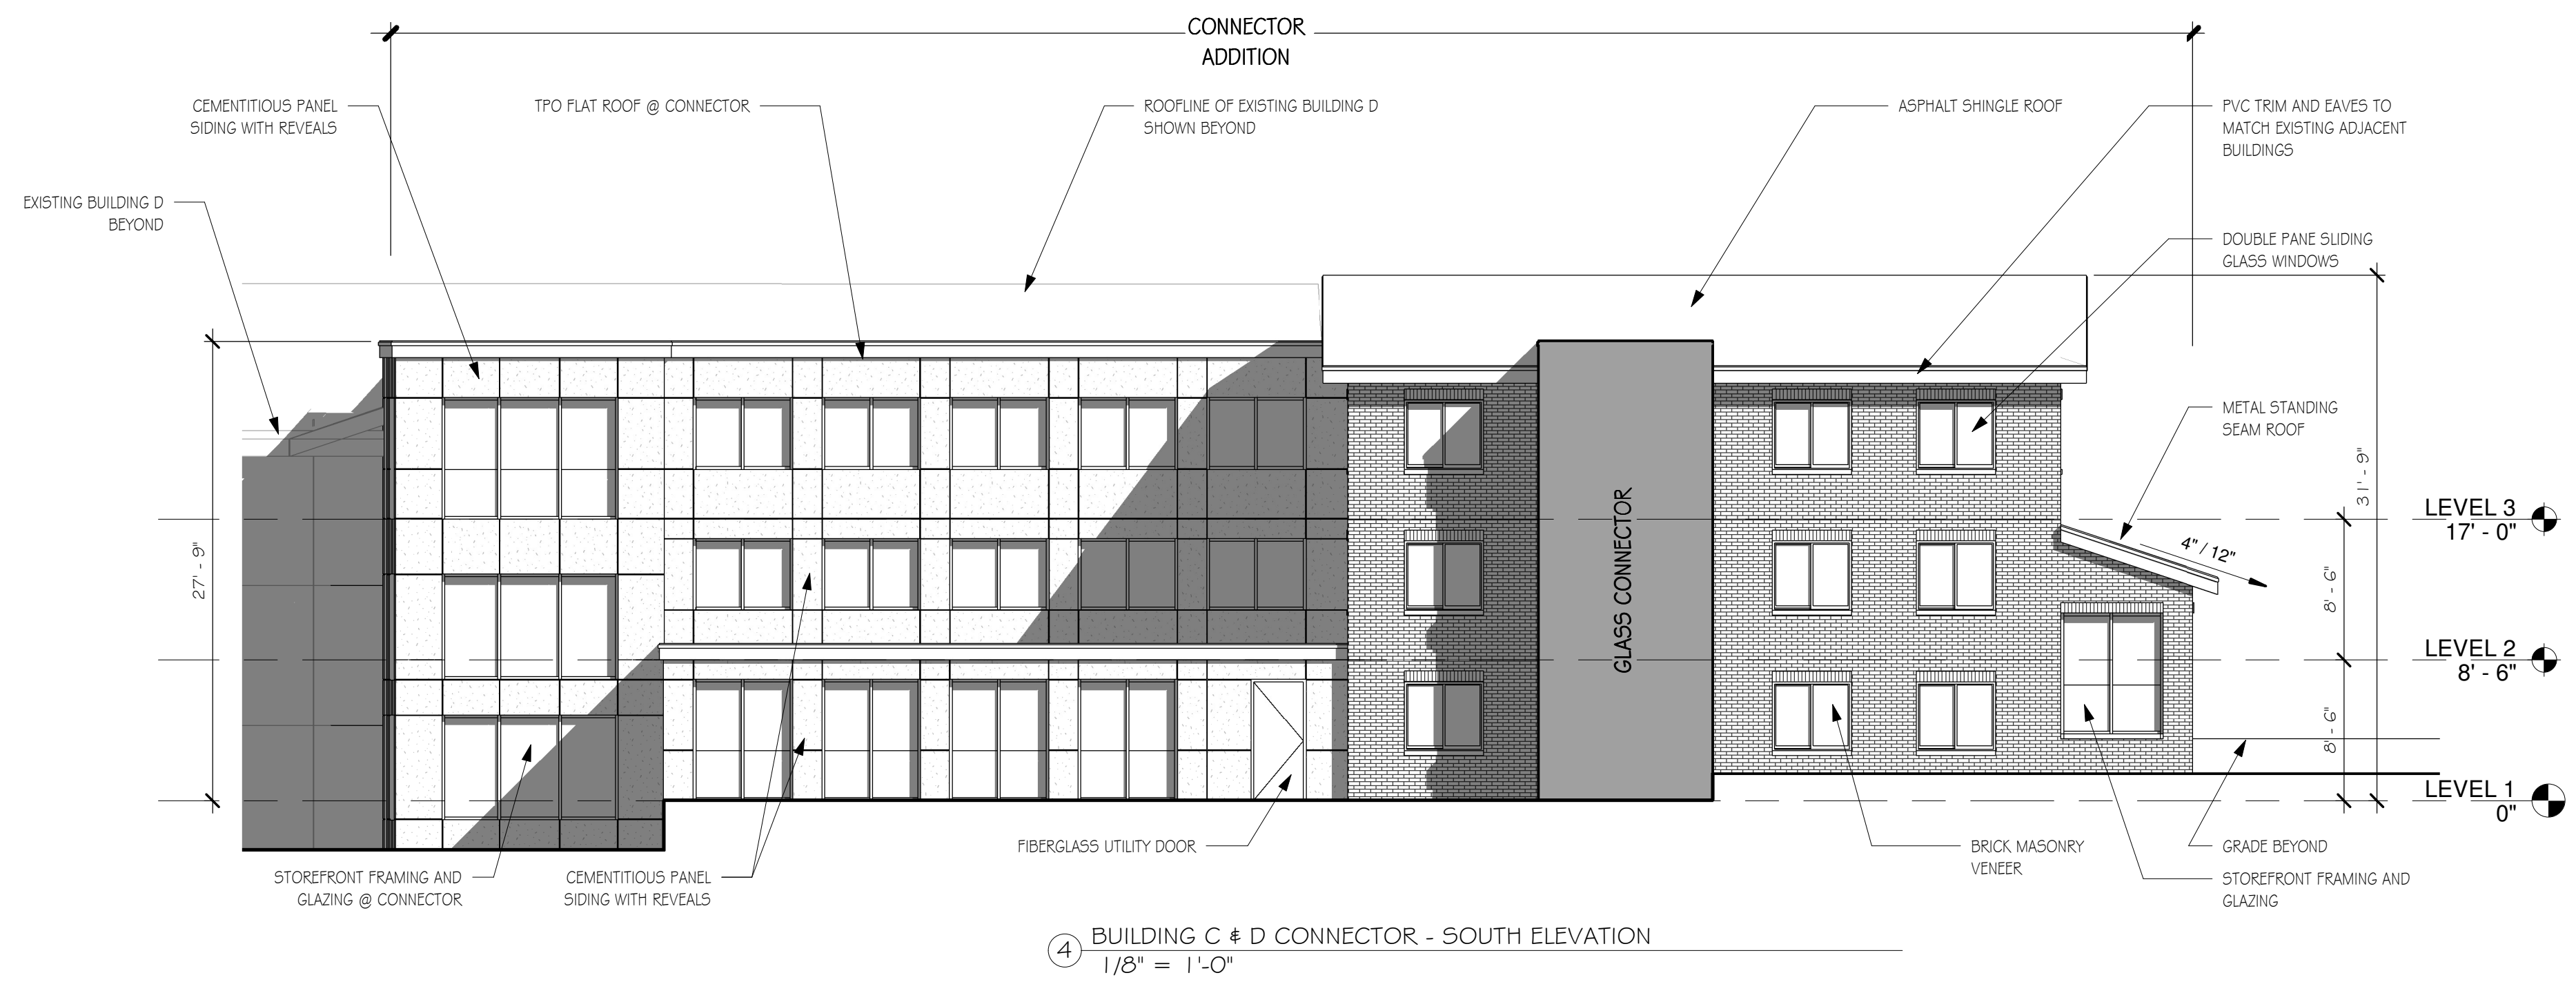 CONNECTOR
ADDITION
CEMENTITIOUS PANEL
SIDING WITH REVEALS
TPO FLAT ROOF @ CONNECTOR
ROOFLINE OF EXISTING BUILDING D
SHOWN BEYOND
ASPHALT SHINGLE ROOF
PVC TRIM AND EAVES TO
MATCH EXISTING ADJACENT
BUILDINGS
EXISTING BUILDING D
BEYOND
DOUBLE PANE SLIDING
GLASS WINDOWS
METAL STANDING
SEAM ROOF
31' - 9"
27' - 9"
GLASS CONNECTOR
4" / 12"
8' - 6"
8' - 6"
LEVEL 3
17' - 0"
LEVEL 2
8' - 6"
LEVEL 1
0"
FIBERGLASS UTILITY DOOR
BRICK MASONRY
VENEER
GRADE BEYOND
STOREFRONT FRAMING AND
GLAZING @ CONNECTOR
CEMENTITIOUS PANEL
SIDING WITH REVEALS
STOREFRONT FRAMING AND
GLAZING
4
BUILDING C & D CONNECTOR - SOUTH ELEVATION
1/8" = 1'-0"